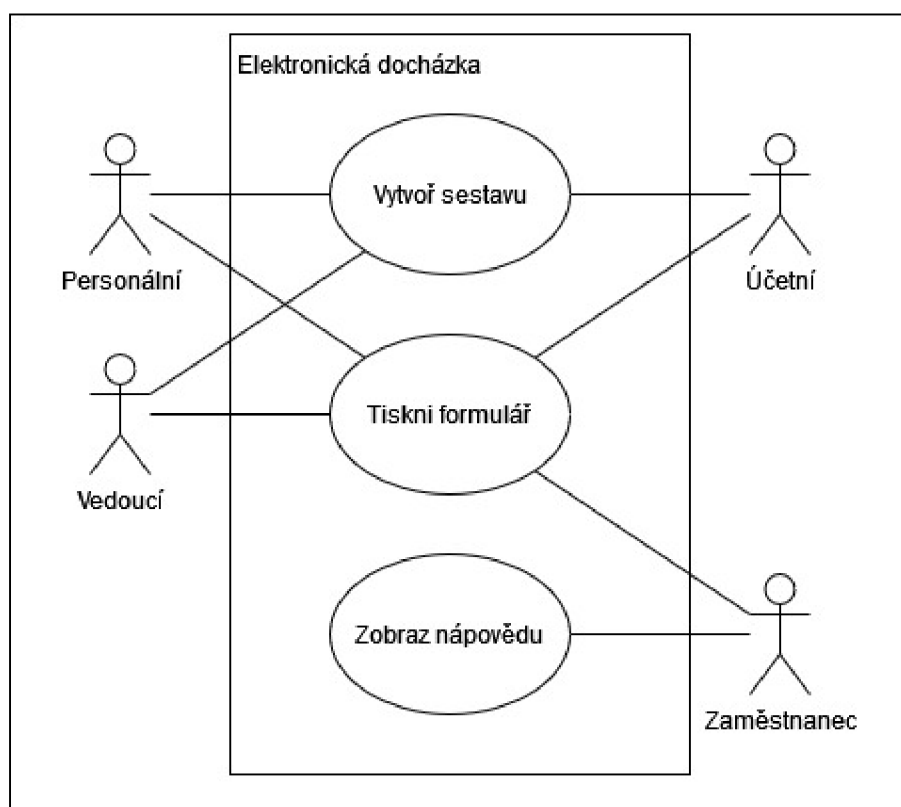 Elektronická docházka
Vytvoř sestavu
Personální
Účetní
Tiskni formulář
Vedoucí
Zobraz nápovědu
Zaměstnanec